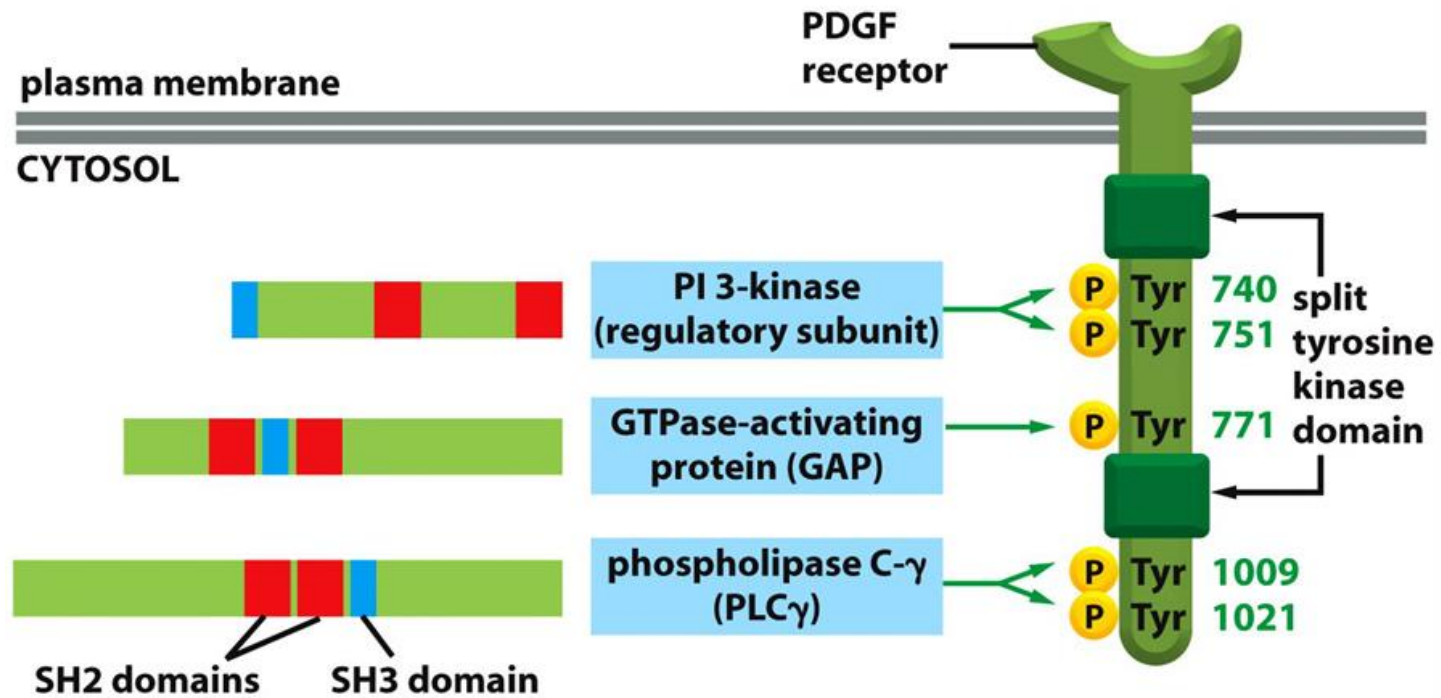 PDGF
receptor
plasma membrane
CYTOSOL
PI 3-kinase
(regulatory subunit)
P Tyr 740
P Tyr 751
split
tyrosine
kinase
domain
GTPase-activating
protein (GAP)
P Tyr 771
phospholipase C-γ
(PLCγ)
P Tyr 1009
P Tyr 1021
SH2 domains
SH3 domain